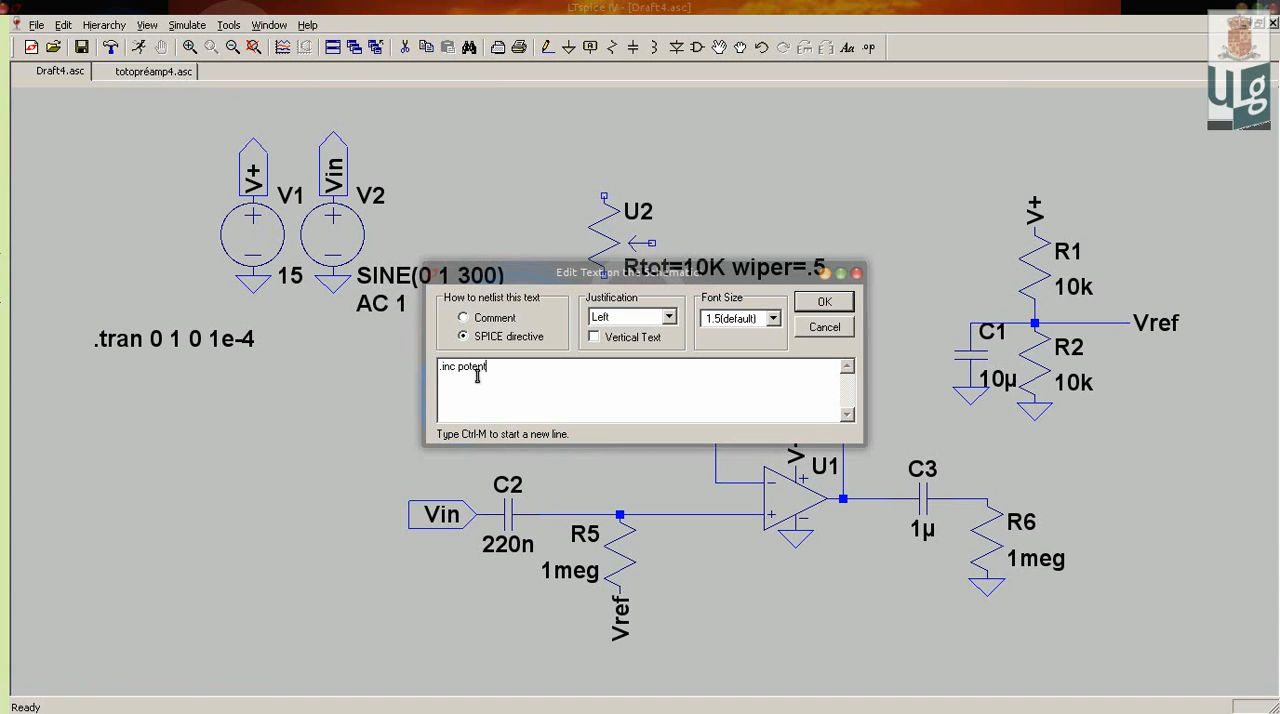 LTspice IV - [Draft4.asc]
File Edit Hierarchy View Simulate Tools Window Help
Aa .op
Draft4.asc totopréamp4.asc
ULg
V+ V1 15
Vin V2
SINE(0 1 300)
AC 1
.tran 0 1 0 1e-4
U2
Rtot=10K wiper=.5
V+
R1
10k
Vref
C1
10µ
R2
10k
Edit Text on the Schematic
How to netlist this text
Comment
SPICE directive
Justification
Left
Vertical Text
Font Size
1.5(default)
OK
Cancel
.inc potent
Type Ctrl-M to start a new line.
Vin
C2
220n
R5
1meg
Vref
U1
C3
1µ
R6
1meg
Ready